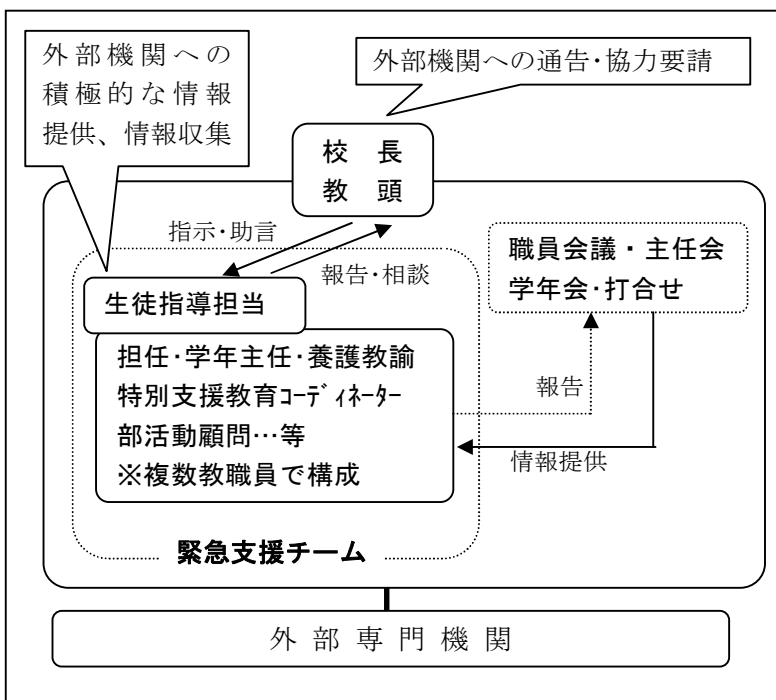 外部機関への
積極的な情報
提供、情報収集
外部機関への通告･協力要請
校　長
教　頭
指示･助言
報告･相談
職員会議・主任会
学年会･打合せ
生徒指導担当
担任･学年主任･養護教諭
特別支援教育ｺｰﾃﾞｨﾈｰﾀｰ
部活動顧問…等
※複数教職員で構成
報告
情報提供
緊急支援チーム
外 部 専 門 機 関